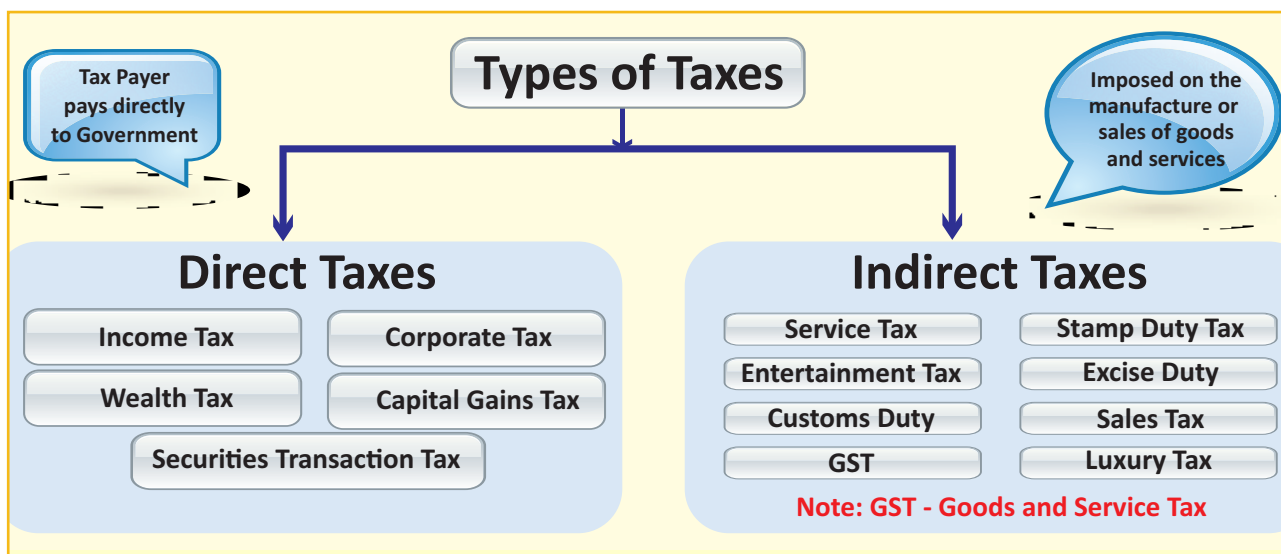 Types of Taxes
Tax Payer
pays directly
to Government
Imposed on the
manufacture or
sales of goods
and services
Direct Taxes
Income Tax
Corporate Tax
Wealth Tax
Capital Gains Tax
Securities Transaction Tax
Indirect Taxes
Service Tax
Stamp Duty Tax
Entertainment Tax
Excise Duty
Customs Duty
Sales Tax
GST
Luxury Tax
Note: GST - Goods and Service Tax